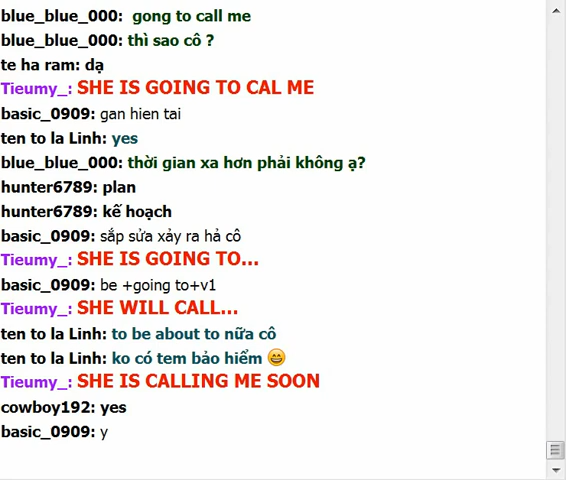 blue_blue_000: gong to call me
blue_blue_000: thì sao cô ?
te ha ram: dạ
Tieumy_: SHE IS GOING TO CAL ME
basic_0909: gan hien tai
ten to la Linh: yes
blue_blue_000: thời gian xa hơn phải không ạ?
hunter6789: plan
hunter6789: kế hoạch
basic_0909: sắp sửa xảy ra hả cô
Tieumy_: SHE IS GOING TO...
basic_0909: be +going to+v1
Tieumy_: SHE WILL CALL...
ten to la Linh: to be about to nữa cô
ten to la Linh: ko có tem bảo hiểm 😄
Tieumy_: SHE IS CALLING ME SOON
cowboy192: yes
basic_0909: y